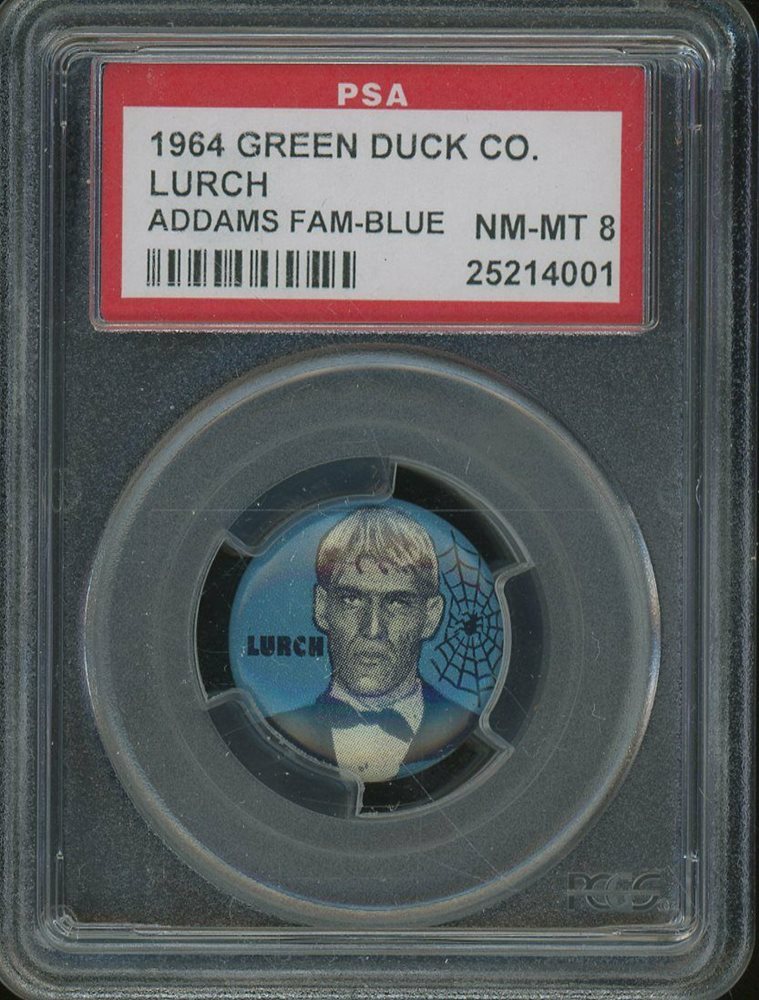 PSA
1964 GREEN DUCK CO.
LURCH
ADDAMS FAM-BLUE NM-MT 8
25214001
LURCH
PCGS